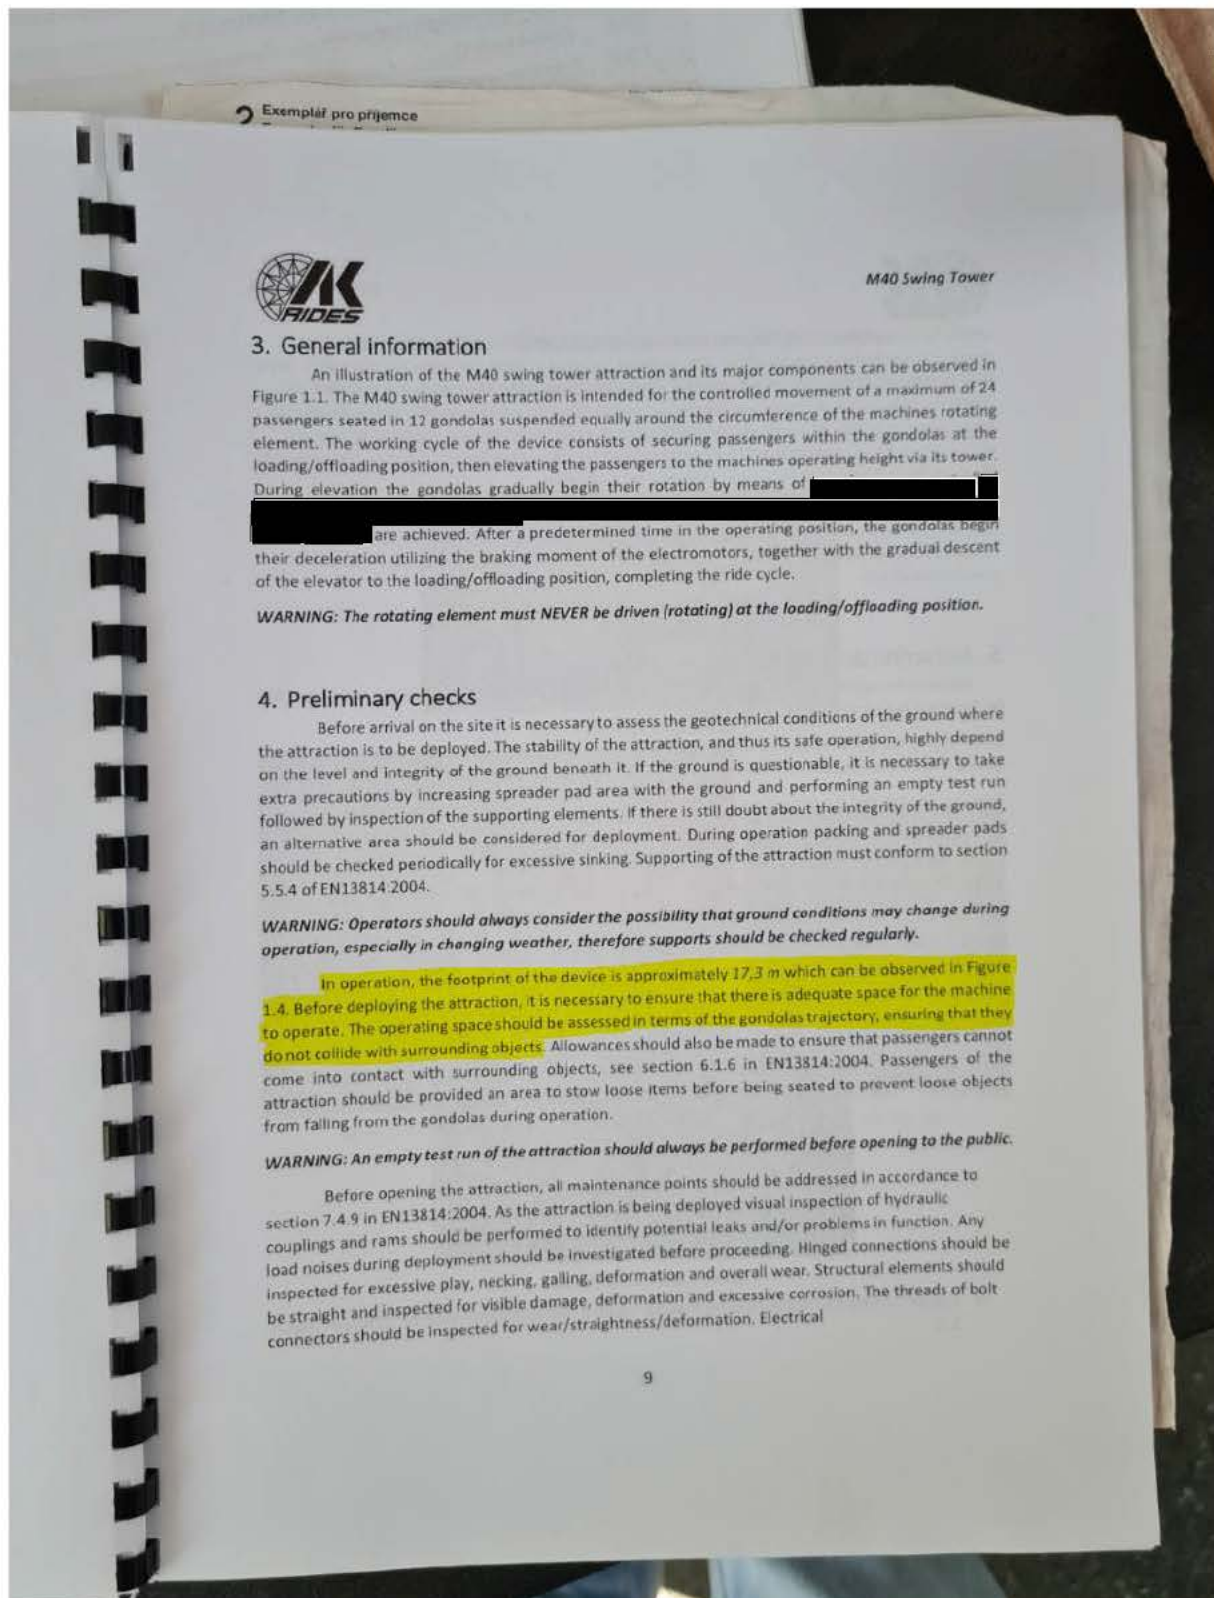 2 Exemplář pro příjemce
AK
RIDES
M40 Swing Tower
3. General information
An illustration of the M40 swing tower attraction and its major components can be observed in
Figure 1.1. The M40 swing tower attraction is intended for the controlled movement of a maximum of 24
passengers seated in 12 gondolas suspended equally around the circumference of the machines rotating
element. The working cycle of the device consists of securing passengers within the gondolas at the
loading/offloading position, then elevating the passengers to the machines operating height via its tower.
During elevation the gondolas gradually begin their rotation by means of
are achieved. After a predetermined time in the operating position, the gondolas begin
their deceleration utilizing the braking moment of the electromotors, together with the gradual descent
of the elevator to the loading/offloading position, completing the ride cycle.
WARNING: The rotating element must NEVER be driven (rotating) at the loading/offloading position.
4. Preliminary checks
Before arrival on the site it is necessary to assess the geotechnical conditions of the ground where
the attraction is to be deployed. The stability of the attraction, and thus its safe operation, highly depend
on the level and integrity of the ground beneath it. If the ground is questionable, it is necessary to take
extra precautions by increasing spreader pad area with the ground and performing an empty test run
followed by inspection of the supporting elements. If there is still doubt about the integrity of the ground,
an alternative area should be considered for deployment. During operation packing and spreader pads
should be checked periodically for excessive sinking. Supporting of the attraction must conform to section
5.5.4 of EN13814:2004.
WARNING: Operators should always consider the possibility that ground conditions may change during
operation, especially in changing weather, therefore supports should be checked regularly.
In operation, the footprint of the device is approximately 17,3 m which can be observed in Figure
1.4. Before deploying the attraction, it is necessary to ensure that there is adequate space for the machine
to operate. The operating space should be assessed in terms of the gondolas trajectory, ensuring that they
do not collide with surrounding objects. Allowances should also be made to ensure that passengers cannot
come into contact with surrounding objects, see section 6.1.6 in EN13814:2004. Passengers of the
attraction should be provided an area to stow loose items before being seated to prevent loose objects
from falling from the gondolas during operation.
WARNING: An empty test run of the attraction should always be performed before opening to the public.
Before opening the attraction, all maintenance points should be addressed in accordance to
section 7.4.9 in EN13814:2004. As the attraction is being deployed visual inspection of hydraulic
couplings and rams should be performed to identify potential leaks and/or problems in function. Any
load noises during deployment should be investigated before proceeding. Hinged connections should be
inspected for excessive play, necking, galling, deformation and overall wear. Structural elements should
be straight and inspected for visible damage, deformation and excessive corrosion. The threads of bolt
connectors should be inspected for wear/straightness/deformation. Electrical
9